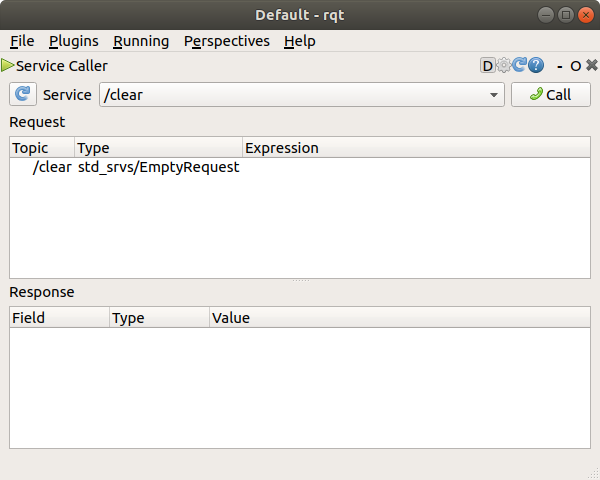 Default - rqt
File Plugins Running Perspectives Help
Service Caller D ? - O
Service /clear Call
Request
Topic Type Expression
/clear std_srvs/EmptyRequest
Response
Field Type Value